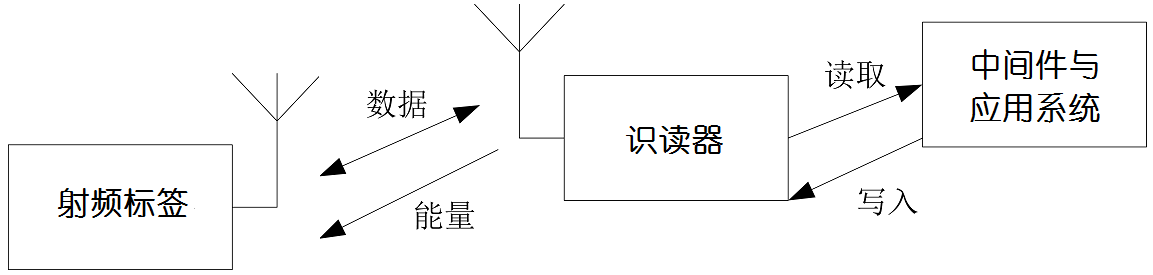 射频标签
数据
能量
识读器
读取
写入
中间件与
应用系统